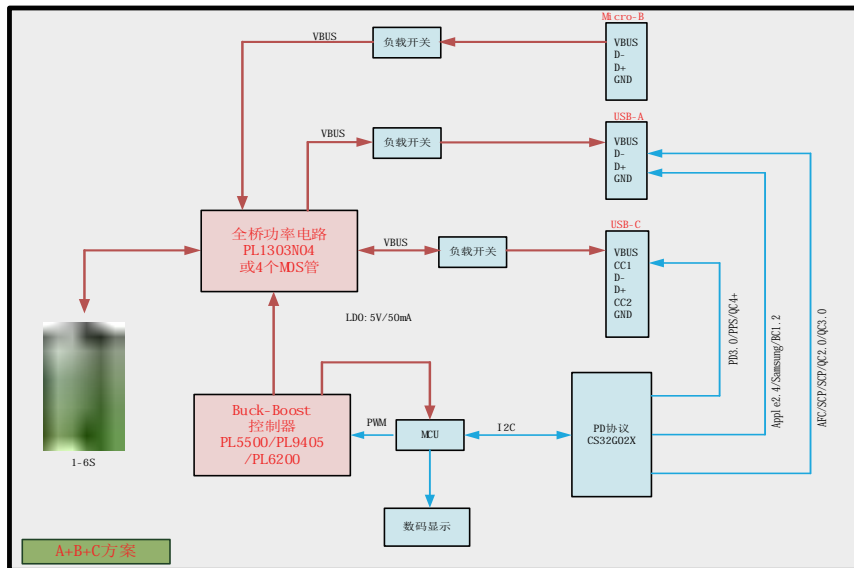 Micro-B
VBUS
D-
D+
GND
VBUS
负载开关
USB-A
VBUS
D-
D+
GND
VBUS
负载开关
全桥功率电路
PL1303N04
或4个MOS管
VBUS
负载开关
USB-C
VBUS
CC1
D-
D+
CC2
GND
LDO:5V/50mA
PD3.0/PPS/QC4+
Apple2.4/Samsung/BC1.2
AFC/SCP/SCP/QC2.0/QC3.0
1-6S
Buck-Boost
控制器
PL5500/PL9405
/PL6200
PWM
MCU
I2C
PD协议
CS32G02X
数码显示
A+B+C方案